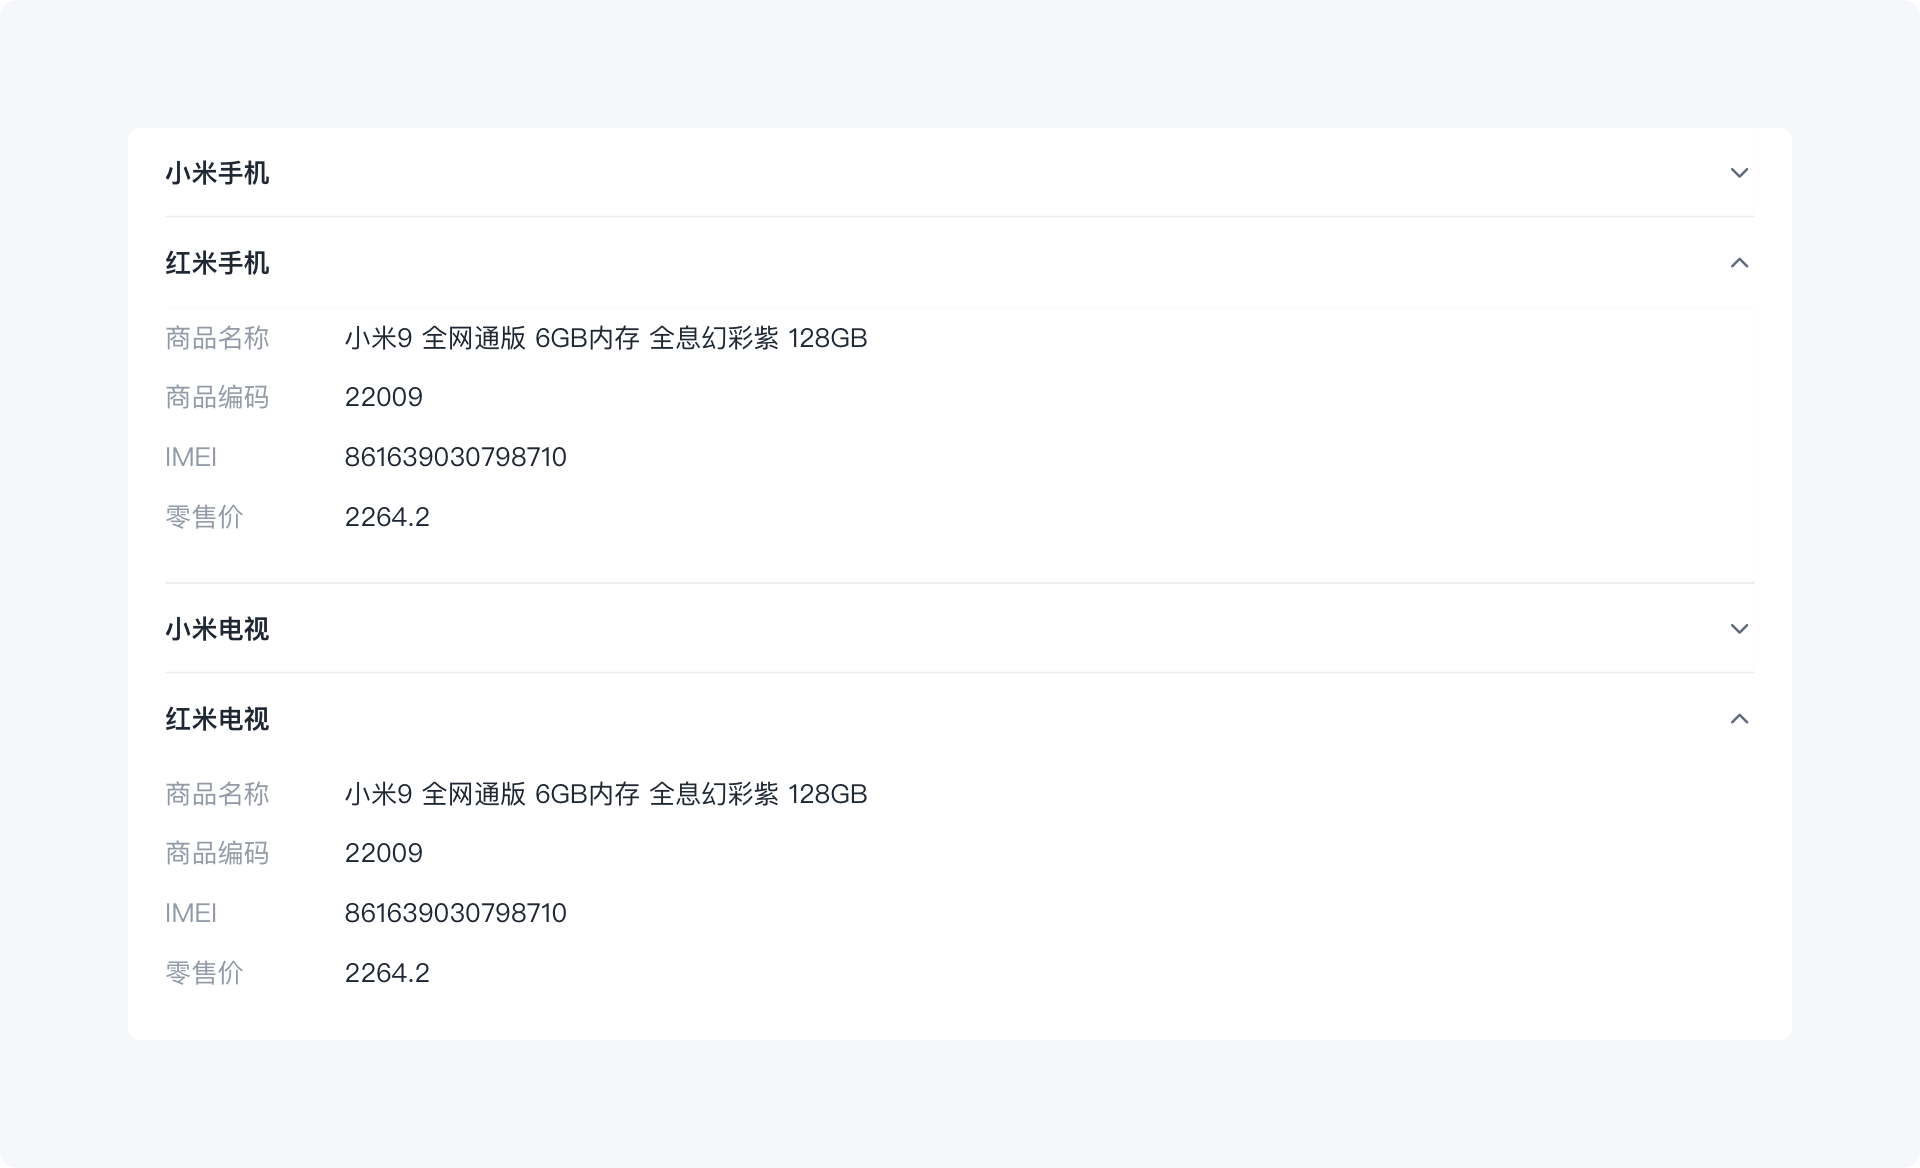 小米手机
红米手机
商品名称 小米9 全网通版 6GB内存 全息幻彩紫 128GB
商品编码 22009
IMEI 861639030798710
零售价 2264.2
小米电视
红米电视
商品名称 小米9 全网通版 6GB内存 全息幻彩紫 128GB
商品编码 22009
IMEI 861639030798710
零售价 2264.2